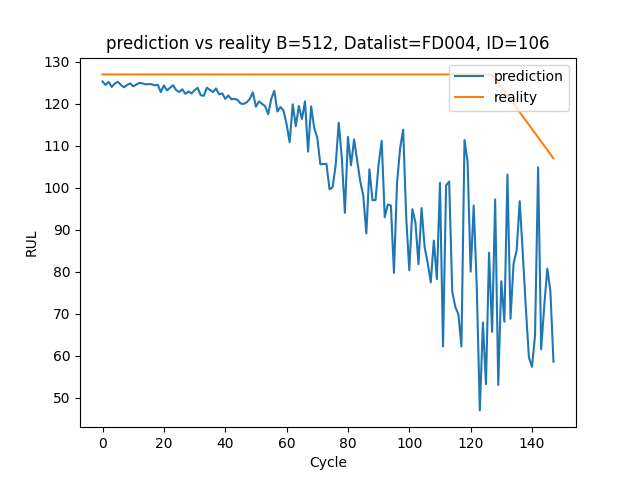 prediction vs reality B=512, Datalist=FD004, ID=106
prediction
reality
130
120
110
100
90
80
70
60
50
RUL
0 20 40 60 80 100 120 140
Cycle